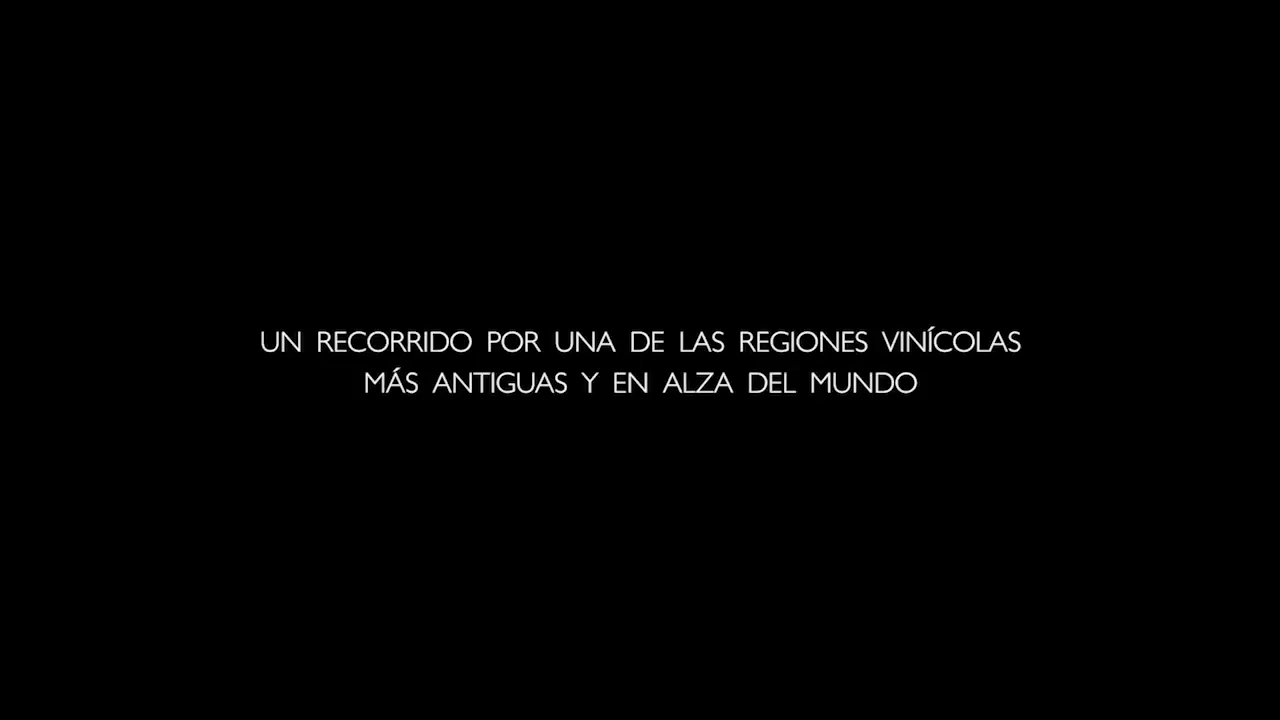 UN RECORRIDO POR UNA DE LAS REGIONES VINÍCOLAS
MÁS ANTIGUAS Y EN ALZA DEL MUNDO